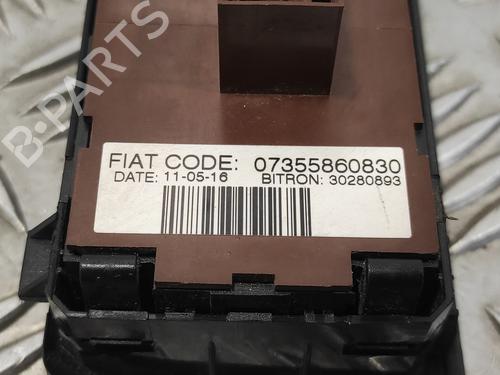 B-PARTS
FIAT CODE: 07355860830
DATE: 11-05-16 BITRON: 30280893